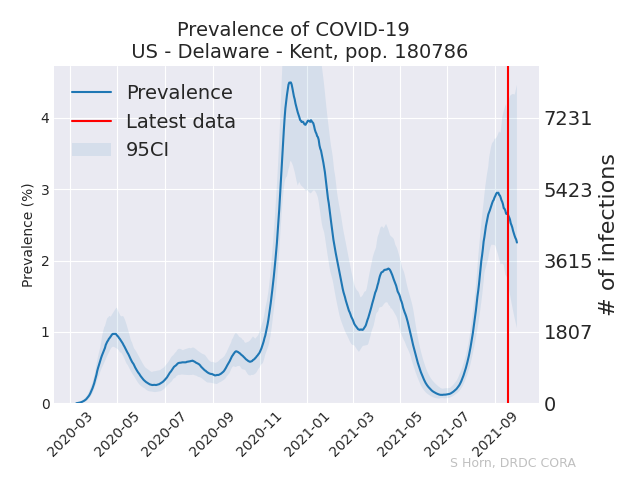 Prevalence of COVID-19
US - Delaware - Kent, pop. 180786
Prevalence
Latest data
95CI
Prevalence (%)
4
3
2
1
0
7231
5423
3615
1807
0
# of infections
2020-03
2020-05
2020-07
2020-09
2020-11
2021-01
2021-03
2021-05
2021-07
2021-09
S Horn, DRDC CORA